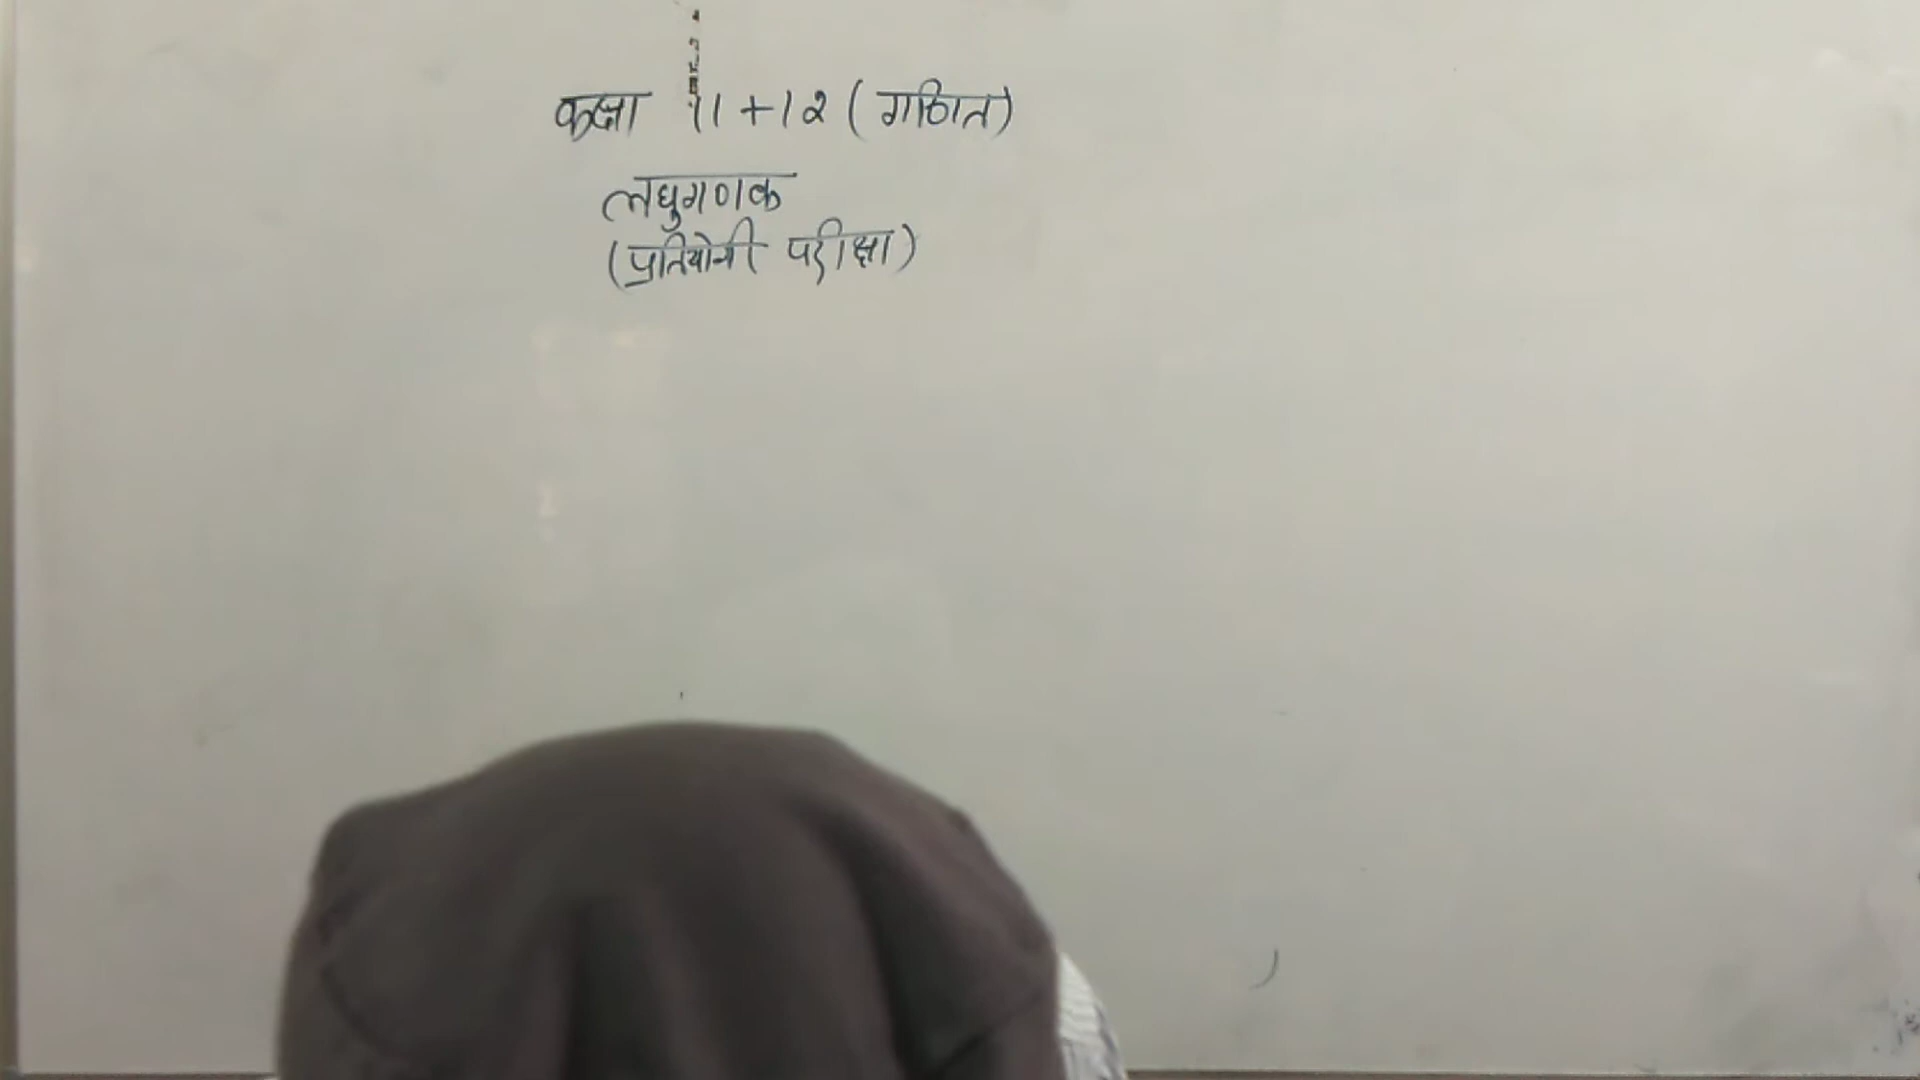 कक्षा 11+12 (गणित)
लघुगणक
(प्रतियोगी परीक्षा)